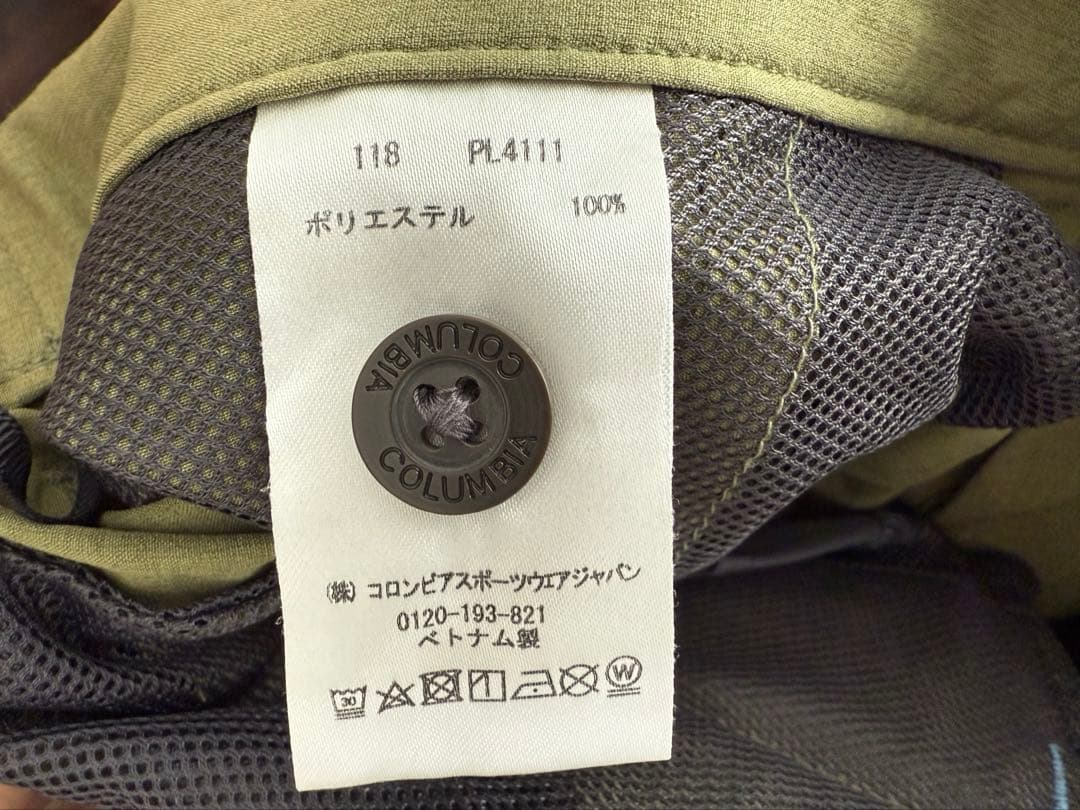 118 PL4111
ポリエステル 100%
COLUMBIA
COLUMBIA
(株) コロンビアスポーツウェアジャパン
0120-193-821
ベトナム製
30 W